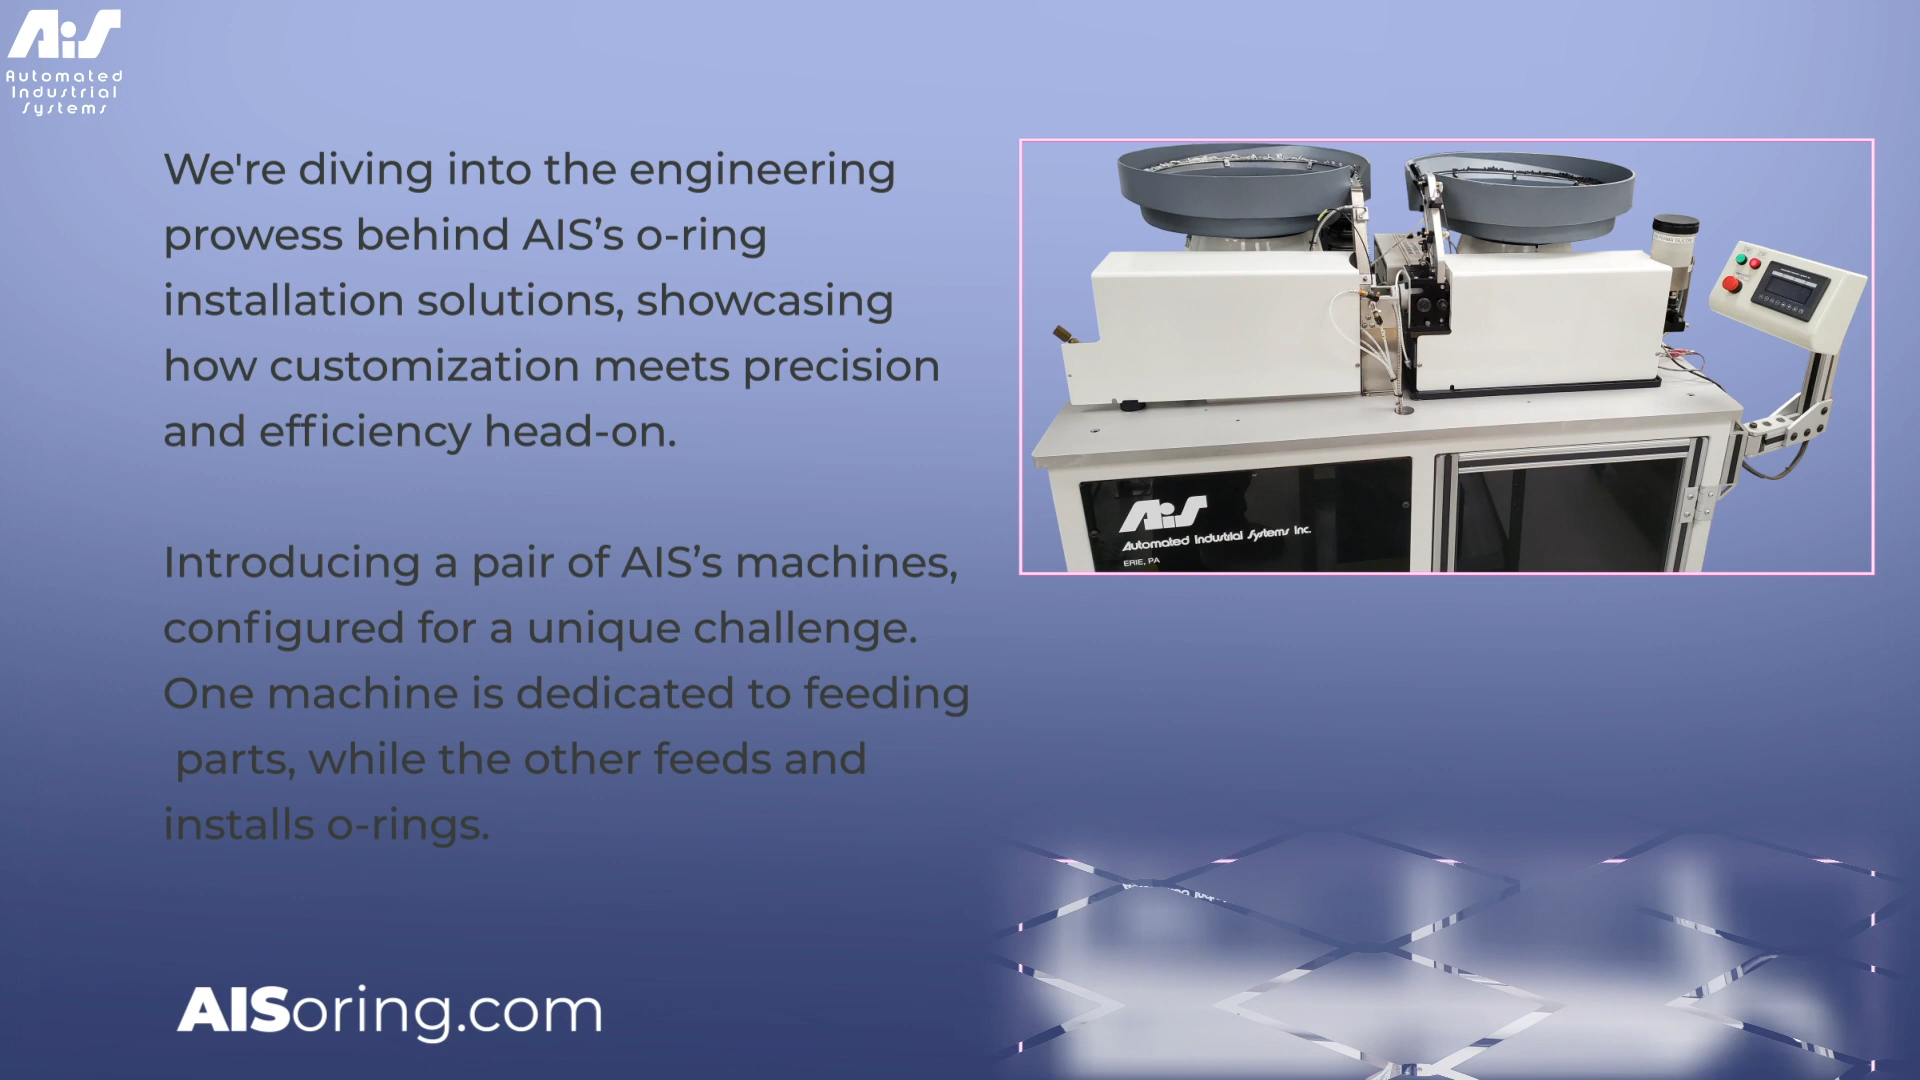 AiS
Automated
Industrial
Systems
We're diving into the engineering
prowess behind AIS’s o-ring
installation solutions, showcasing
how customization meets precision
and efficiency head-on.
Introducing a pair of AIS’s machines,
configured for a unique challenge.
One machine is dedicated to feeding
parts, while the other feeds and
installs o-rings.
AiS
Automated Industrial Systems Inc.
ERIE, PA
AISoring.com